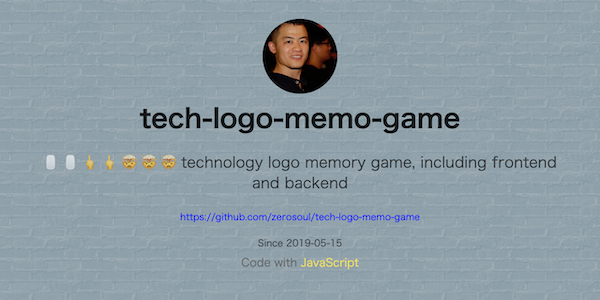 tech-logo-memo-game
technology logo memory game, including frontend
and backend
https://github.com/zerosoul/tech-logo-memo-game
Since 2019-05-15
Code with JavaScript